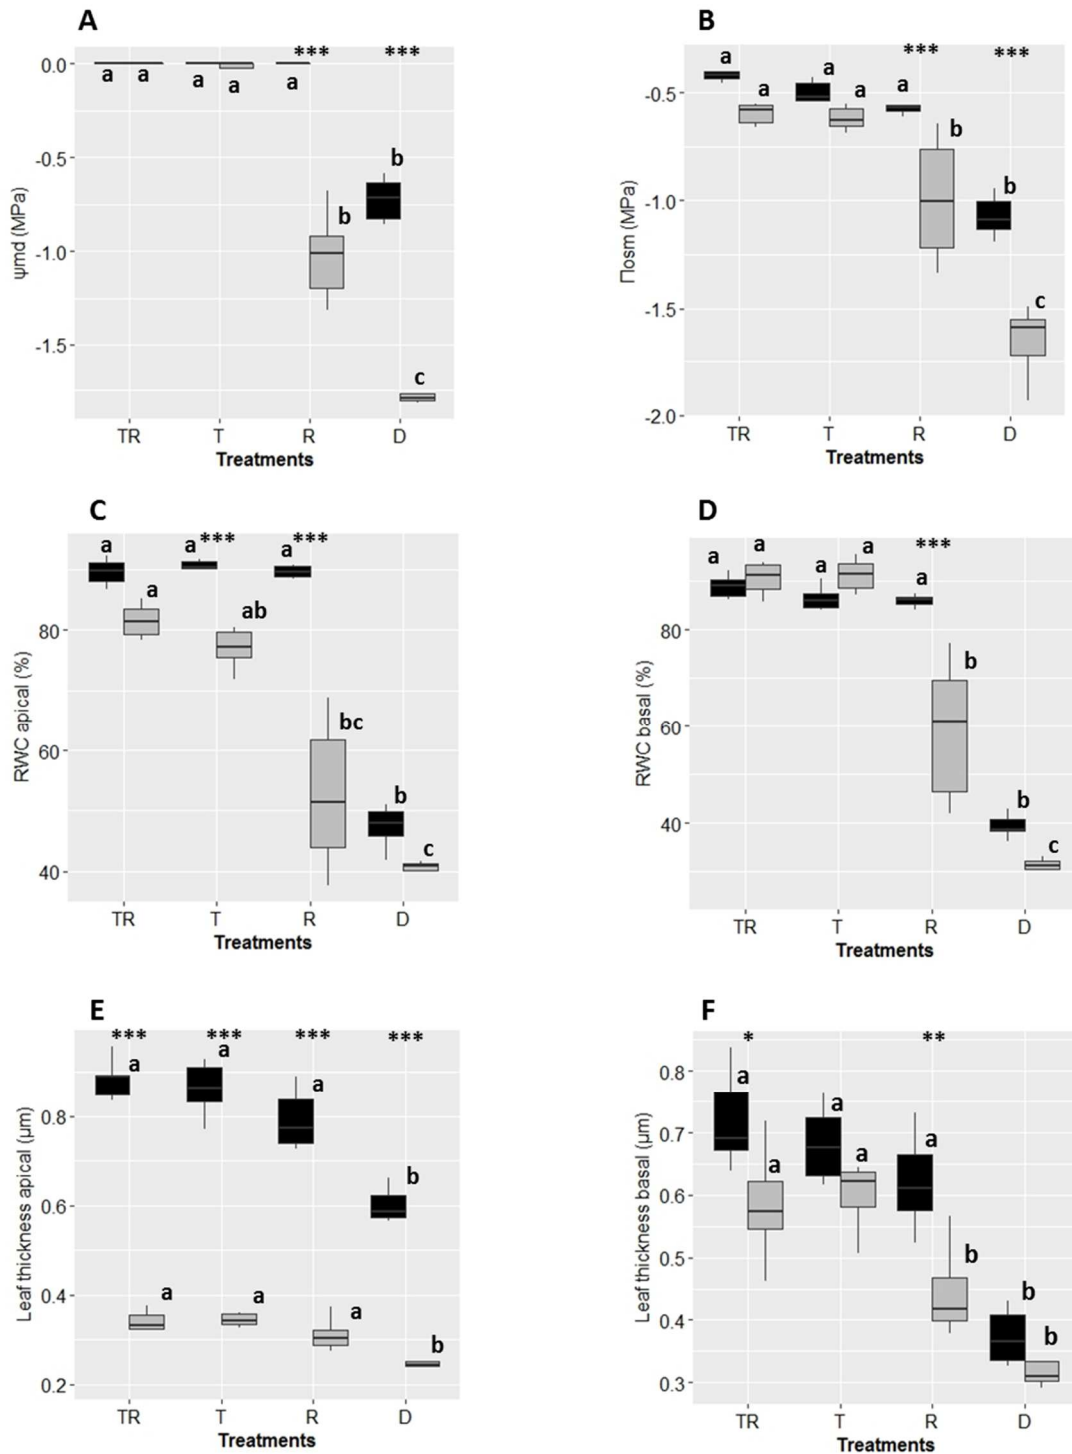 A
*** ***
0.0
a a a a a
-0.5
b
b
-1.0
-1.5
c
ψmd (MPa)
TR T R D
Treatments
B
*** ***
a a a
-0.5
a a
b
b
-1.0
-1.5
c
-2.0
Πosm (MPa)
TR T R D
Treatments
C
*** ***
a a a
a ab
80
bc
60
b
c
40
RWC apical (%)
TR T R D
Treatments
D
***
a a a a a
80
b
60
b
40
c
RWC basal (%)
TR T R D
Treatments
E
*** *** *** ***
a a a
0.8
b
0.6
0.4
a a a
b
0.2
Leaf thickness apical (µm)
TR T R D
Treatments
F
* **
0.8
a a a
0.7
a a
0.6
0.5
b
b
0.4
b
0.3
Leaf thickness basal (µm)
TR T R D
Treatments